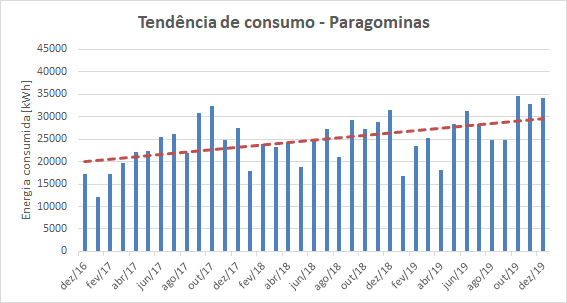 Tendência de consumo - Paragominas
Energia consumida [kWh]
45000
40000
35000
30000
25000
20000
15000
10000
5000
0
dez/16
fev/17
abr/17
jun/17
ago/17
out/17
dez/17
fev/18
abr/18
jun/18
ago/18
out/18
dez/18
fev/19
abr/19
jun/19
ago/19
out/19
dez/19